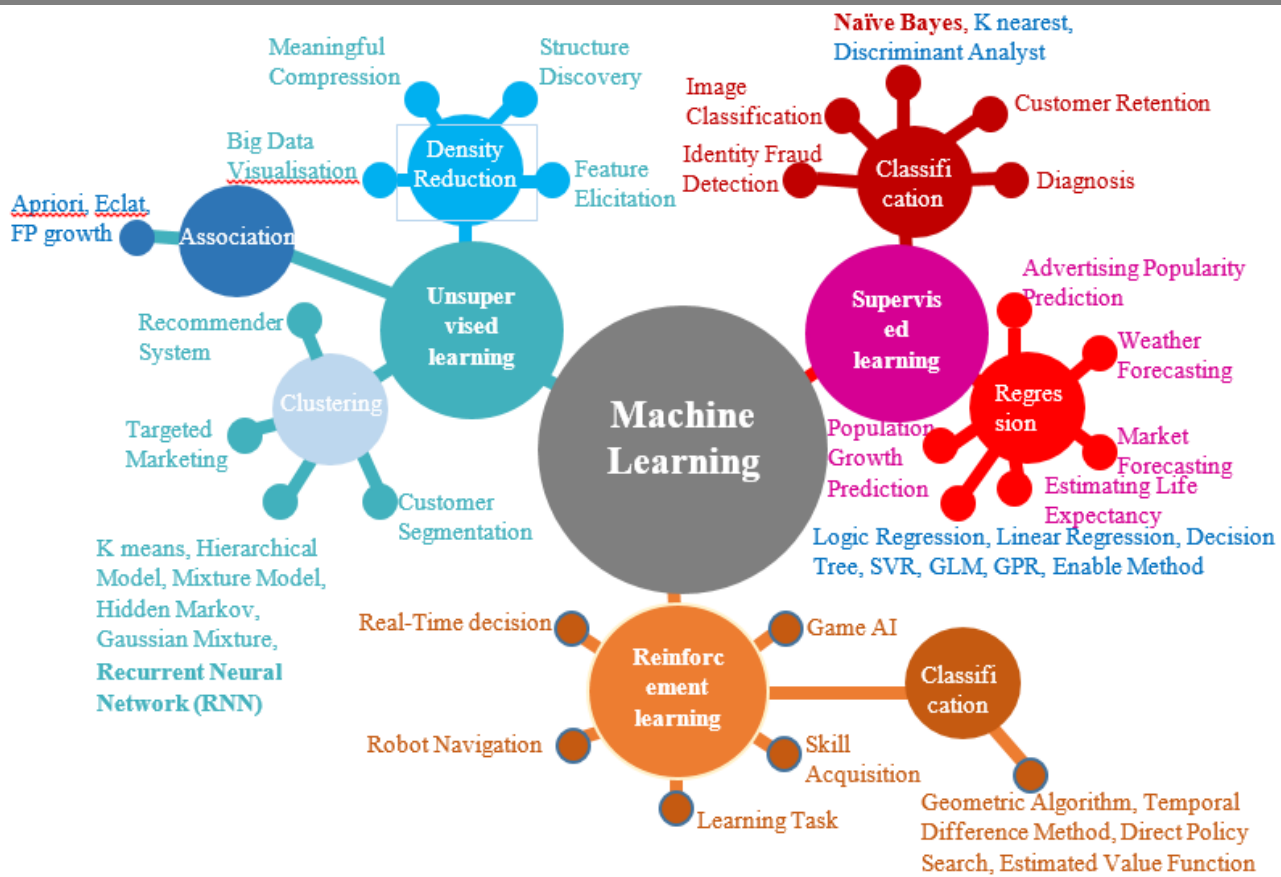 Meaningful
Compression
Structure
Discovery
Big Data
Visualisation
Density
Reduction
Feature
Elicitation
Apriori, Eclat,
FP growth
Association
Unsuper
vised
learning
Recommender
System
Clustering
Targeted
Marketing
Customer
Segmentation
K means, Hierarchical
Model, Mixture Model,
Hidden Markov,
Gaussian Mixture,
Recurrent Neural
Network (RNN)
Machine
Learning
Naïve Bayes, K nearest,
Discriminant Analyst
Image
Classification
Customer Retention
Identity Fraud
Detection
Classifi
cation
Diagnosis
Supervis
ed
learning
Advertising Popularity
Prediction
Weather
Forecasting
Regres
sion
Population
Growth
Prediction
Market
Forecasting
Estimating Life
Expectancy
Logic Regression, Linear Regression, Decision
Tree, SVR, GLM, GPR, Enable Method
Real-Time decision
Game AI
Reinforc
ement
learning
Classifi
cation
Robot Navigation
Skill
Acquisition
Learning Task
Geometric Algorithm, Temporal
Difference Method, Direct Policy
Search, Estimated Value Function